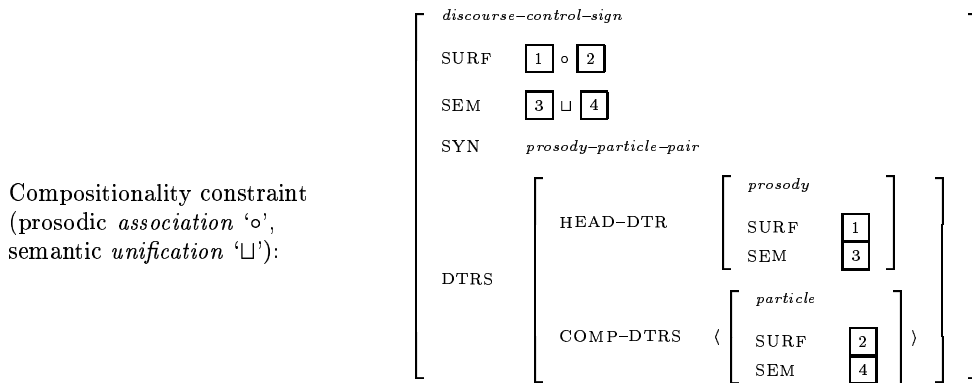 Compositionality constraint
(prosodic association ‘∘’,
semantic unification ‘⊔’):
discourse–control–sign
SURF 1 ∘ 2
SEM 3 ⊔ 4
SYN prosody–particle–pair
DTRS
HEAD–DTR
prosody
SURF 1
SEM 3
COMP–DTRS ⟨ ⟩
particle
SURF 2
SEM 4